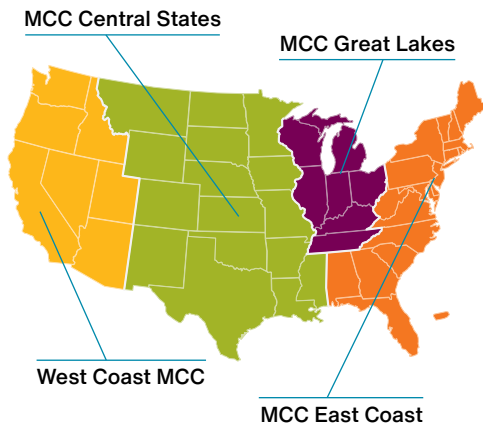 MCC Central States
MCC Great Lakes
West Coast MCC
MCC East Coast